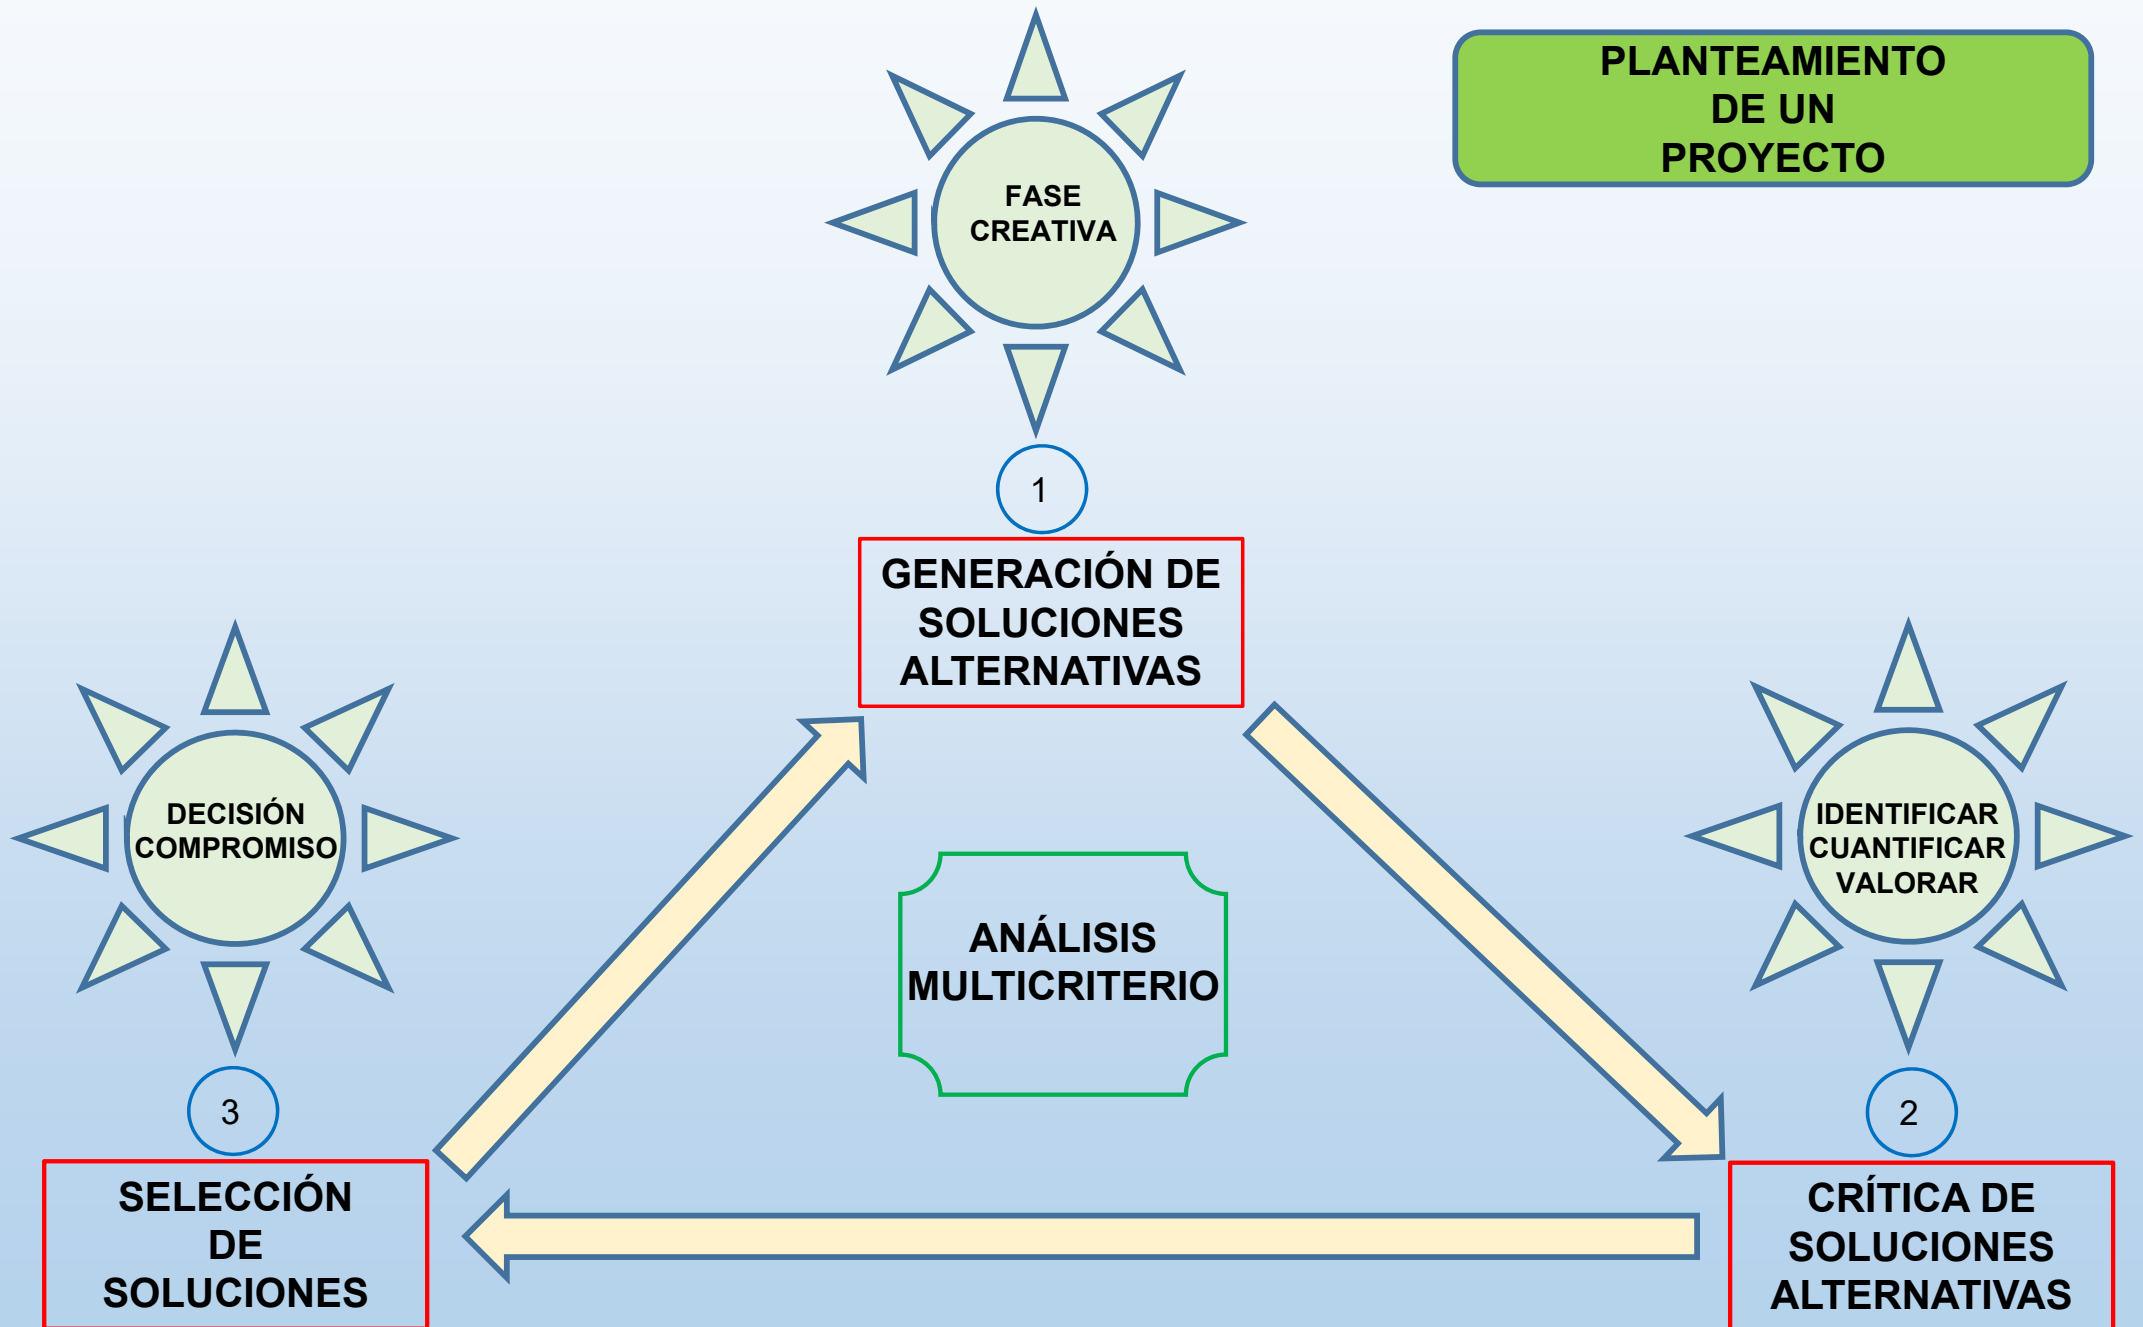 PLANTEAMIENTO
DE UN
PROYECTO
FASE
CREATIVA
1
GENERACIÓN DE
SOLUCIONES
ALTERNATIVAS
DECISIÓN
COMPROMISO
IDENTIFICAR
CUANTIFICAR
VALORAR
ANÁLISIS
MULTICRITERIO
3
SELECCIÓN
DE
SOLUCIONES
2
CRÍTICA DE
SOLUCIONES
ALTERNATIVAS